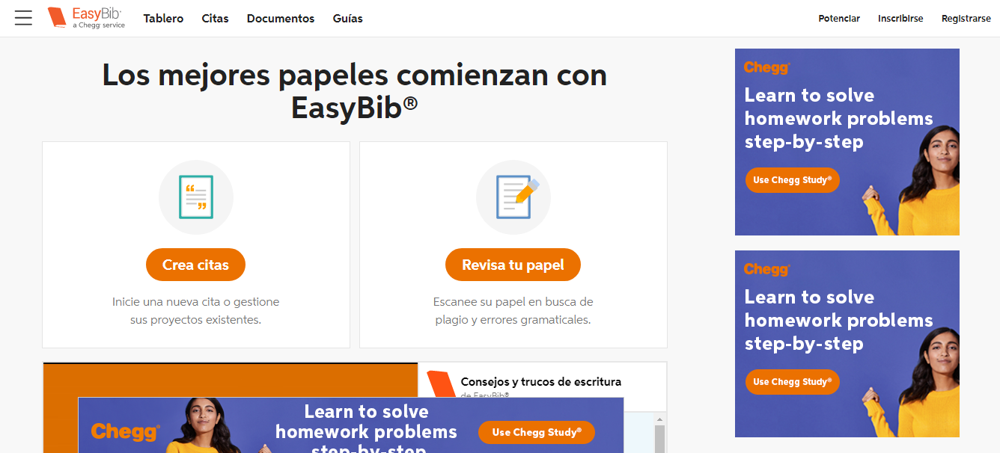 EasyBib®
a Chegg® service
Tablero
Citas
Documentos
Guías
Potenciar
Inscribirse
Registrarse
Los mejores papeles comienzan con
EasyBib®
Crea citas
Inicie una nueva cita o gestione
sus proyectos existentes.
Revisa tu papel
Escanee su papel en busca de
plagio y errores gramaticales.
Consejos y trucos de escritura
de EasyBib®
Chegg®
Learn to solve
homework problems
step-by-step
Use Chegg Study®
Chegg®
Learn to solve
homework problems
step-by-step
Use Chegg Study®
Chegg®
Learn to solve
homework problems
step-by-step
Use Chegg Study®